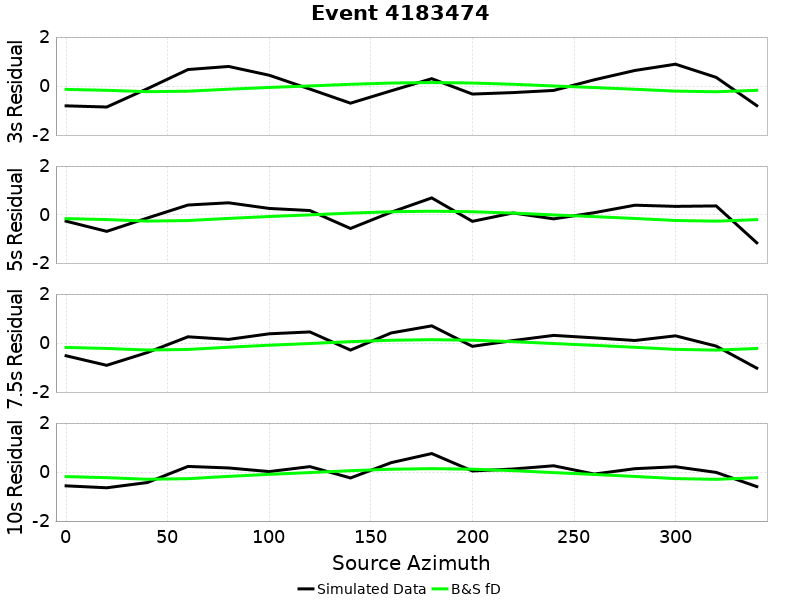 Event 4183474
3s Residual
2
0
-2
5s Residual
2
0
-2
7.5s Residual
2
0
-2
10s Residual
2
0
-2
0 50 100 150 200 250 300
Source Azimuth
Simulated Data B&S fD